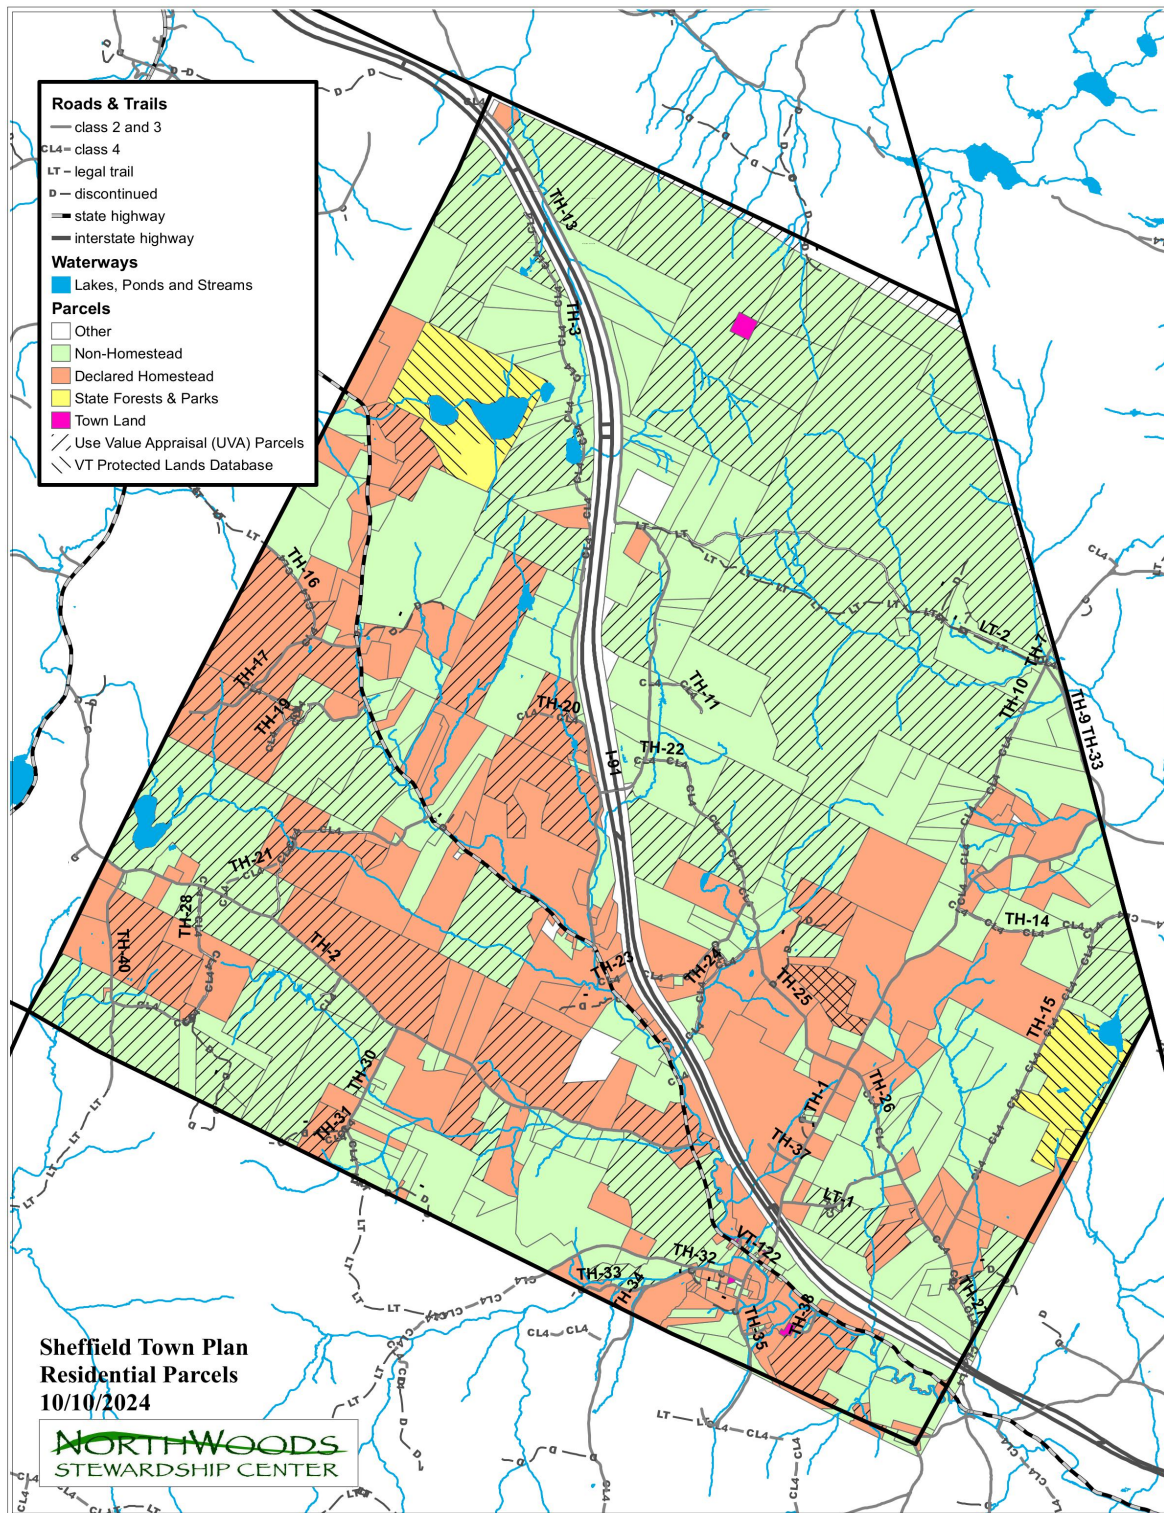 Roads & Trails
class 2 and 3
CL4 class 4
LT legal trail
D discontinued
state highway
interstate highway
Waterways
Lakes, Ponds and Streams
Parcels
Other
Non-Homestead
Declared Homestead
State Forests & Parks
Town Land
Use Value Appraisal (UVA) Parcels
VT Protected Lands Database
TH-13
TH-3
TH-16
TH-17
TH-19
TH-20
TH-11
TH-22
I-91
LT-2
TH-7
TH-10
TH-9 TH-33
TH-21
TH-28
TH-40
TH-2
TH-23
TH-24
TH-25
TH-14
TH-15
TH-30
TH-31
TH-1
TH-26
TH-37
LT-1
VT-122
TH-32
TH-33
TH-34
TH-35
TH-38
TH-27
Sheffield Town Plan
Residential Parcels
10/10/2024
NORTHWOODS
STEWARDSHIP CENTER